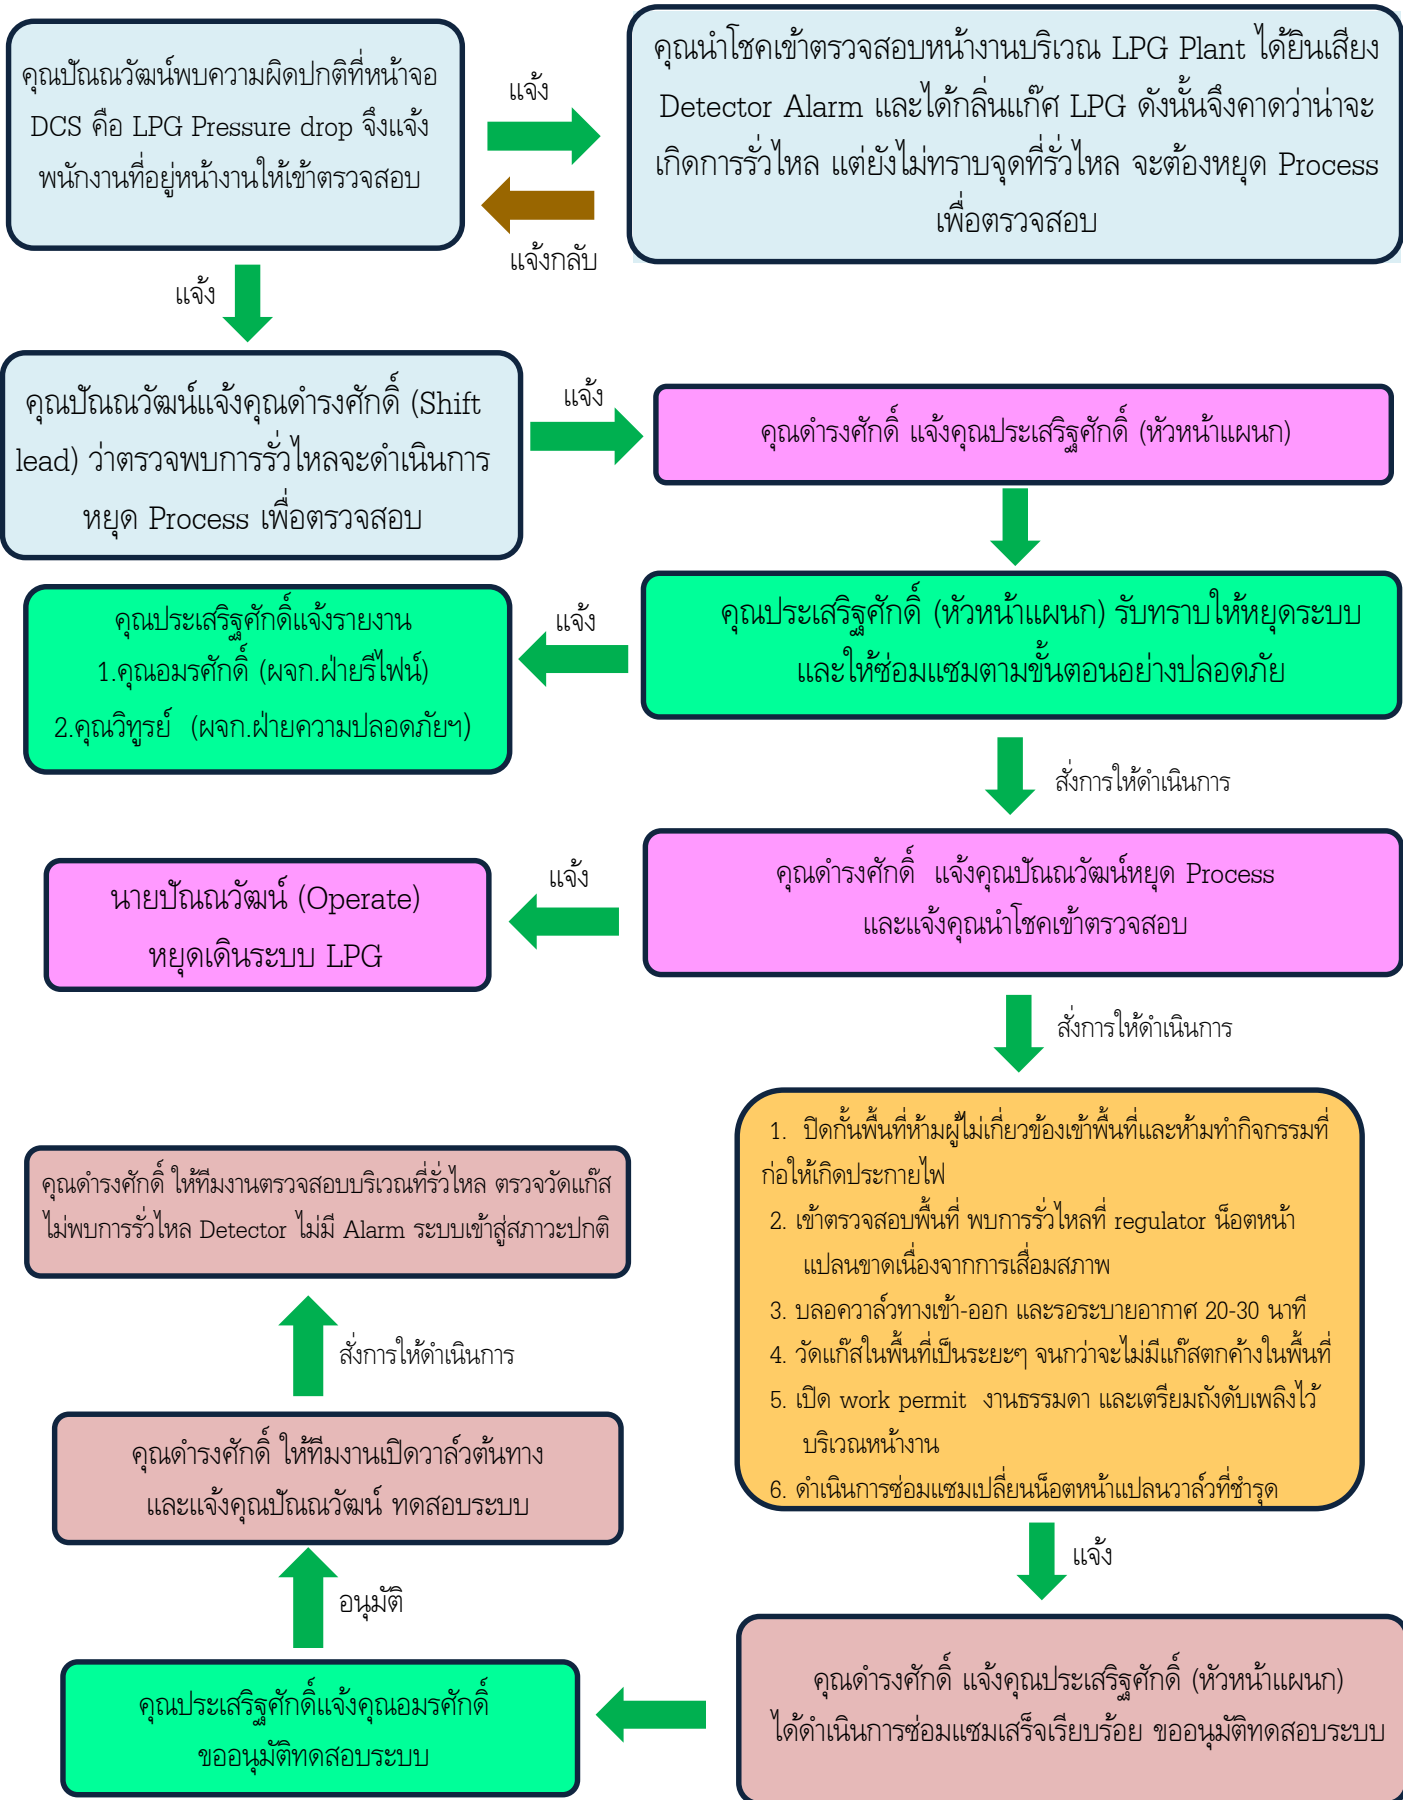 คุณปัณณวัฒน์พบความผิดปกติที่หน้าจอ
DCS คือ LPG Pressure drop จึงแจ้ง
พนักงานที่อยู่หน้างานให้เข้าตรวจสอบ
แจ้ง
แจ้งกลับ
คุณนำโชคเข้าตรวจสอบหน้างานบริเวณ LPG Plant ได้ยินเสียง
Detector Alarm และได้กลิ่นแก๊ศ LPG ดังนั้นจึงคาดว่าน่าจะ
เกิดการรั่วไหล แต่ยังไม่ทราบจุดที่รั่วไหล จะต้องหยุด Process
เพื่อตรวจสอบ
แจ้ง
คุณปัณณวัฒน์แจ้งคุณดำรงศักดิ์ (Shift
lead) ว่าตรวจพบการรั่วไหลจะดำเนินการ
หยุด Process เพื่อตรวจสอบ
แจ้ง
คุณดำรงศักดิ์ แจ้งคุณประเสริฐศักดิ์ (หัวหน้าแผนก)
คุณประเสริฐศักดิ์ (หัวหน้าแผนก) รับทราบให้หยุดระบบ
และให้ซ่อมแซมตามขั้นตอนอย่างปลอดภัย
แจ้ง
คุณประเสริฐศักดิ์แจ้งรายงาน
1.คุณอมรศักดิ์ (ผจก.ฝ่ายรีไฟน์)
2.คุณวิทูรย์ (ผจก.ฝ่ายความปลอดภัยฯ)
สั่งการให้ดำเนินการ
คุณดำรงศักดิ์ แจ้งคุณปัณณวัฒน์หยุด Process
และแจ้งคุณนำโชคเข้าตรวจสอบ
แจ้ง
นายปัณณวัฒน์ (Operate)
หยุดเดินระบบ LPG
สั่งการให้ดำเนินการ
1. ปิดกั้นพื้นที่ห้ามผู้ไม่เกี่ยวข้องเข้าพื้นที่และห้ามทำกิจกรรมที่
ก่อให้เกิดประกายไฟ
2. เข้าตรวจสอบพื้นที่ พบการรั่วไหลที่ regulator น็อตหน้า
แปลนขาดเนื่องจากการเสื่อมสภาพ
3. บลอควาล์วทางเข้า-ออก และรอระบายอากาศ 20-30 นาที
4. วัดแก๊สในพื้นที่เป็นระยะๆ จนกว่าจะไม่มีแก๊สตกค้างในพื้นที่
5. เปิด work permit งานธรรมดา และเตรียมถังดับเพลิงไว้
บริเวณหน้างาน
6. ดำเนินการซ่อมแซมเปลี่ยนน็อตหน้าแปลนวาล์วที่ชำรุด
แจ้ง
คุณดำรงศักดิ์ แจ้งคุณประเสริฐศักดิ์ (หัวหน้าแผนก)
ได้ดำเนินการซ่อมแซมเสร็จเรียบร้อย ขออนุมัติทดสอบระบบ
คุณประเสริฐศักดิ์แจ้งคุณอมรศักดิ์
ขออนุมัติทดสอบระบบ
อนุมัติ
คุณดำรงศักดิ์ ให้ทีมงานเปิดวาล์วต้นทาง
และแจ้งคุณปัณณวัฒน์ ทดสอบระบบ
สั่งการให้ดำเนินการ
คุณดำรงศักดิ์ ให้ทีมงานตรวจสอบบริเวณที่รั่วไหล ตรวจวัดแก๊ส
ไม่พบการรั่วไหล Detector ไม่มี Alarm ระบบเข้าสู่สภาวะปกติ